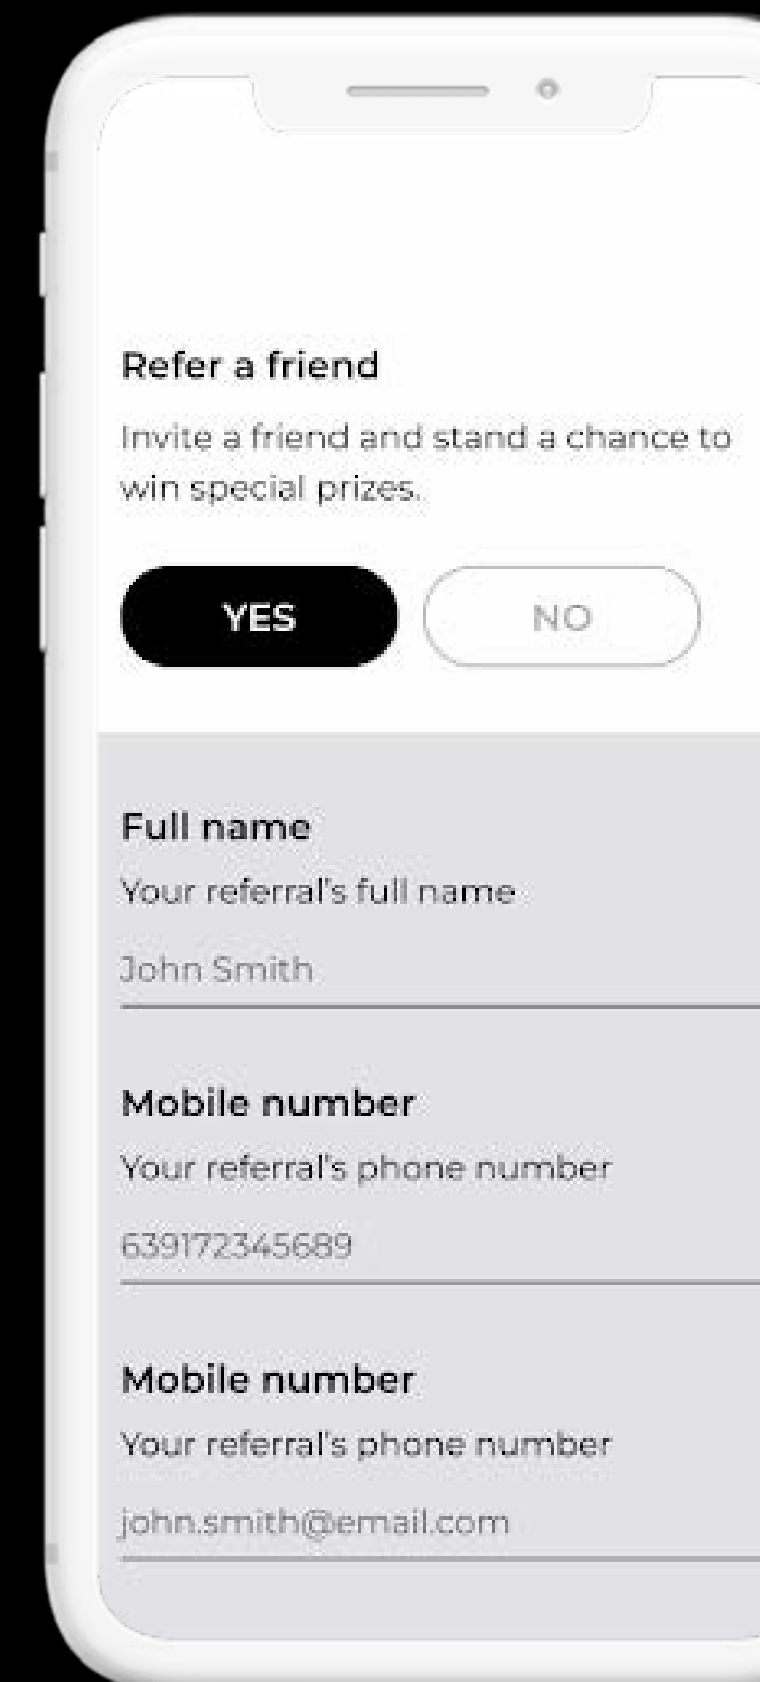 Refer a friend
Invite a friend and stand a chance to
win special prizes.
YES
NO
Full name
Your referral's full name
John Smith
Mobile number
Your referral's phone number
639172345689
Mobile number
Your referral's phone number
john.smith@email.com